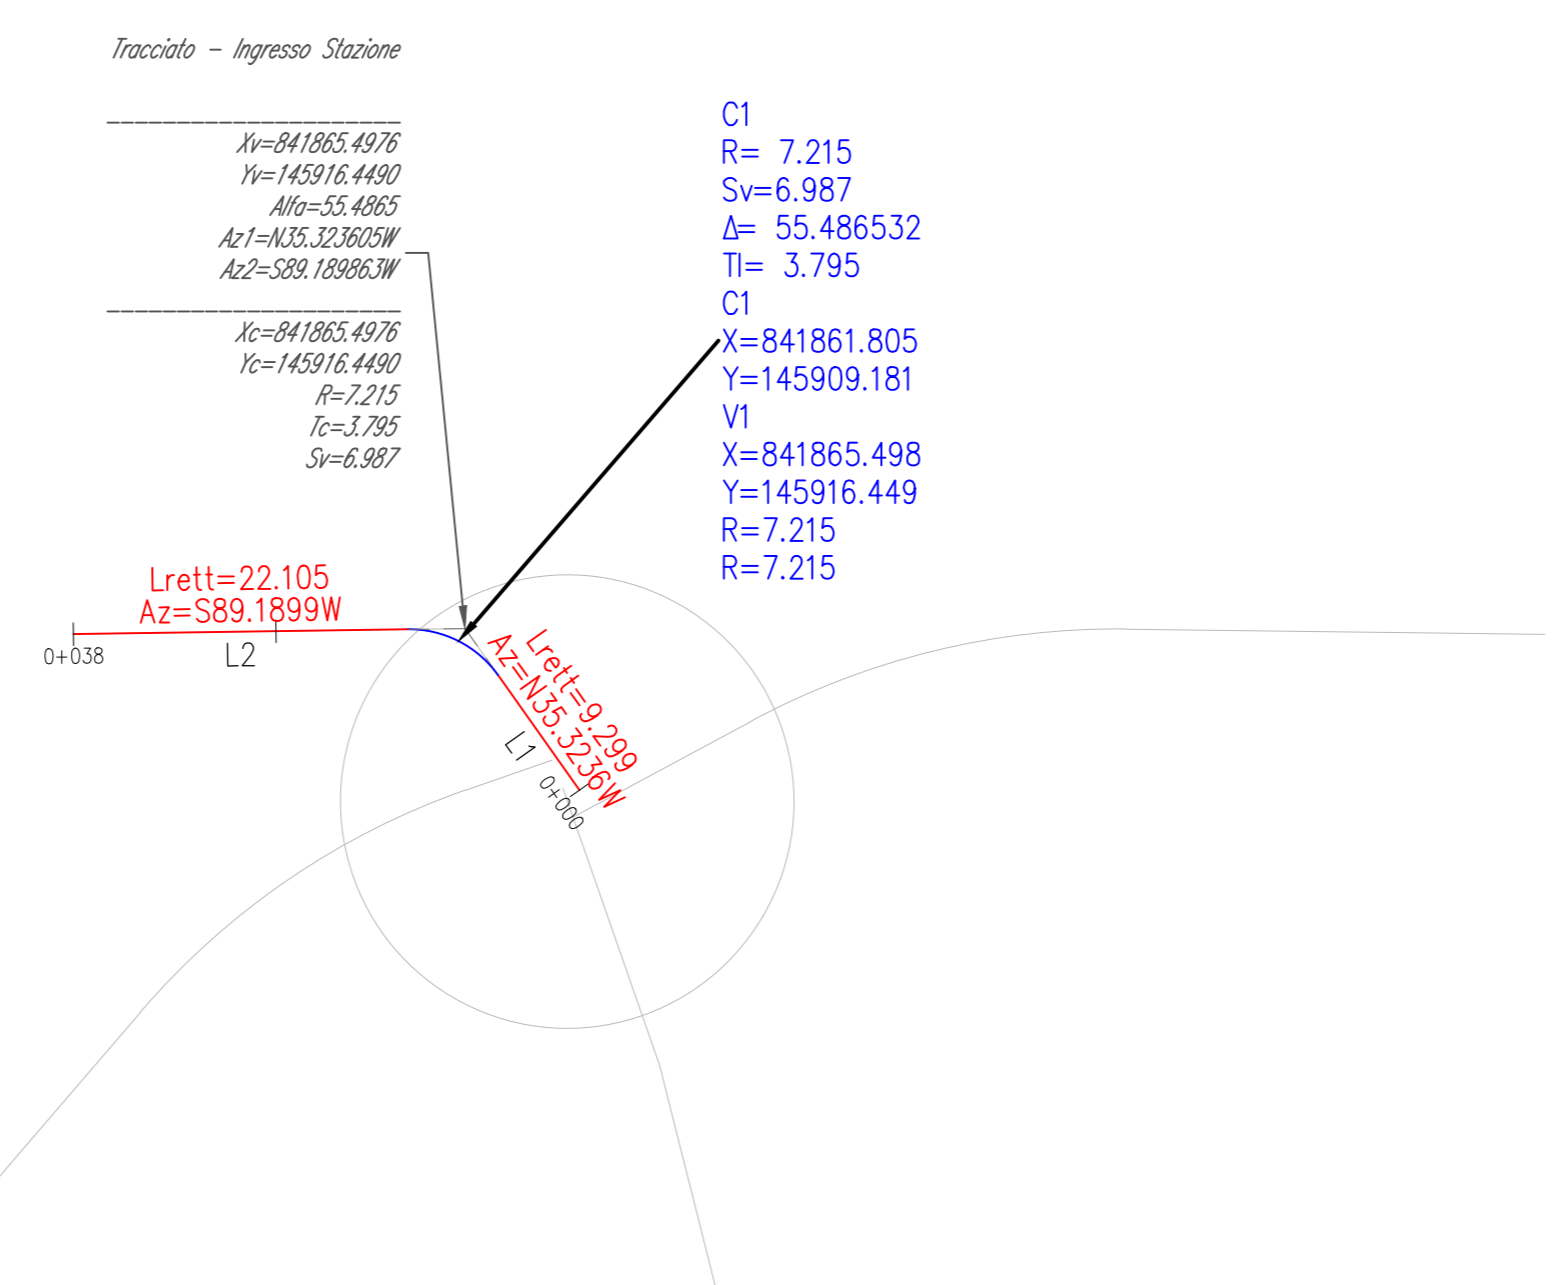 Tracciato - Ingresso Stazione
_____________________
Xv=841865.4976
Yv=145916.4490
Alfa=55.4865
Az1=N35.323605W
Az2=S89.189863W
_____________________
Xc=841865.4976
Yc=145916.4490
R=7.215
Tc=3.795
Sv=6.987
C1
R= 7.215
Sv=6.987
Δ= 55.486532
Tl= 3.795
C1
X=841861.805
Y=145909.181
V1
X=841865.498
Y=145916.449
R=7.215
R=7.215
Lrett=22.105
Az=S89.1899W
0+038
L2
Lrett=9.299
Az=N35.3236W
L1
0+000